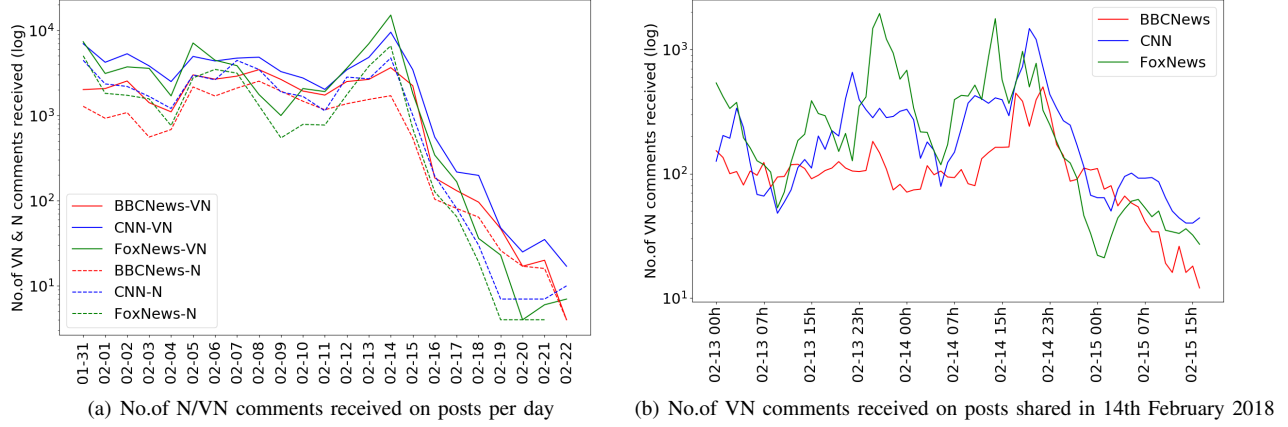 No.of VN & N comments received (log)
10^4
10^3
10^2
10^1
BBCNews-VN
CNN-VN
FoxNews-VN
BBCNews-N
CNN-N
FoxNews-N
01-31
02-01
02-02
02-03
02-04
02-05
02-06
02-07
02-08
02-09
02-10
02-11
02-12
02-13
02-14
02-15
02-16
02-17
02-18
02-19
02-20
02-21
02-22
(a) No.of N/VN comments received on posts per day
No.of VN comments received (log)
10^3
10^2
10^1
BBCNews
CNN
FoxNews
02-13 00h
02-13 07h
02-13 15h
02-13 23h
02-14 00h
02-14 07h
02-14 15h
02-14 23h
02-15 00h
02-15 07h
02-15 15h
(b) No.of VN comments received on posts shared in 14th February 2018